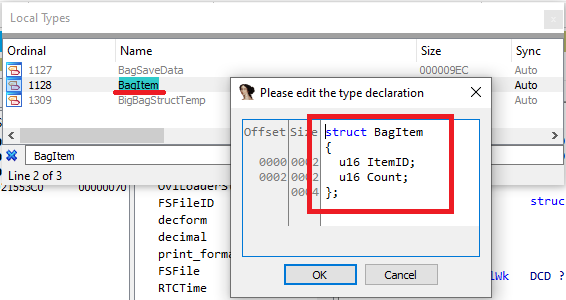 Local Types
Ordinal Name Size Sync
1127 BagSaveData 000009EC Auto
1128 BagItem Auto
1309 BigBagStructTemp Auto
BagItem
Line 2 of 3
Please edit the type declaration
Offset Size struct BagItem
{
0000 0002 u16 ItemID;
0002 0002 u16 Count;
0004 };
OK Cancel
21553C0 00000070
FSFileID
decform
decimal
print_forma
FSFile
RTCTime
struc
lWk DCD ?